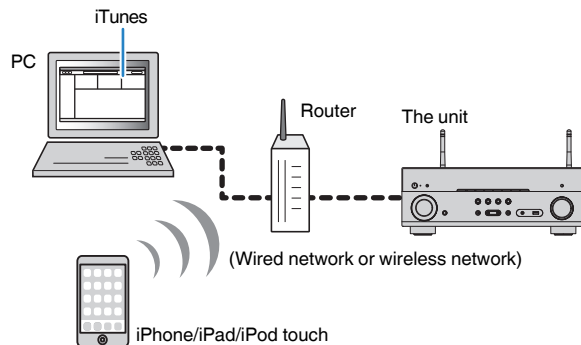 iTunes
PC
Router
The unit
(Wired network or wireless network)
iPhone/iPad/iPod touch